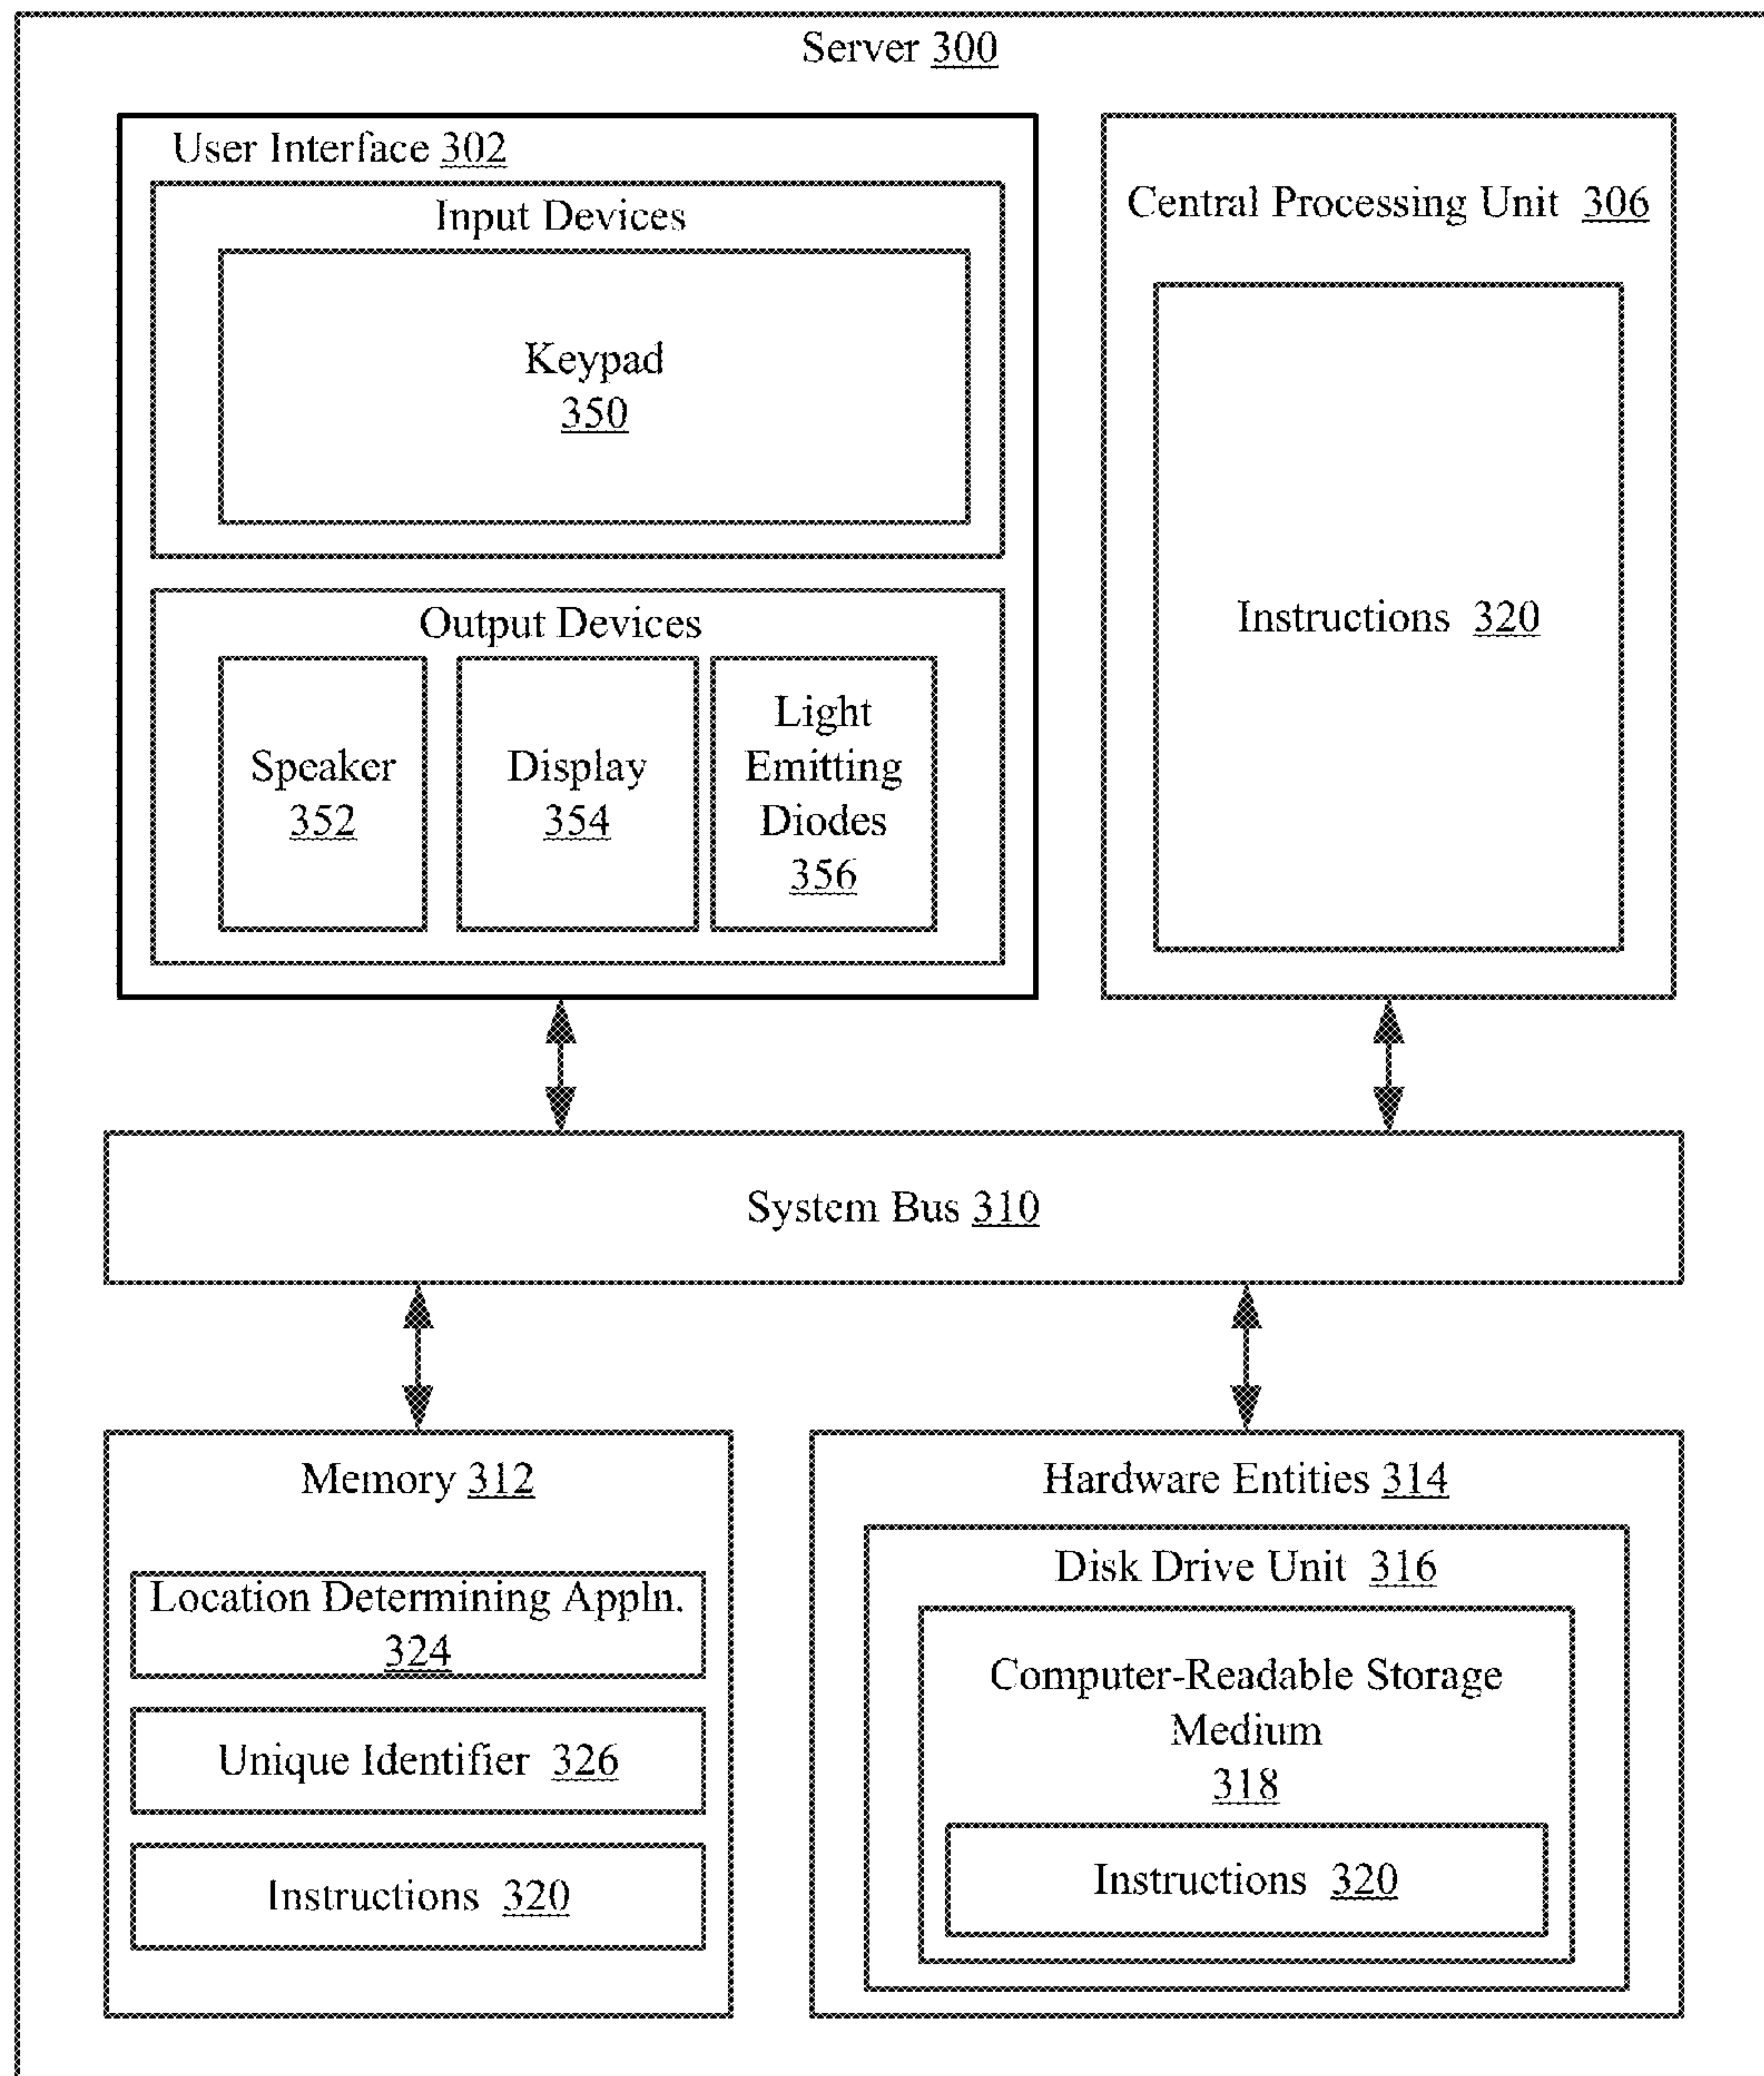 Server 300
User Interface 302
Input Devices
Keypad
350
Output Devices
Speaker
352
Display
354
Light
Emitting
Diodes
356
Central Processing Unit 306
Instructions 320
System Bus 310
Memory 312
Location Determining Appln.
324
Unique Identifier 326
Instructions 320
Hardware Entities 314
Disk Drive Unit 316
Computer-Readable Storage
Medium
318
Instructions 320